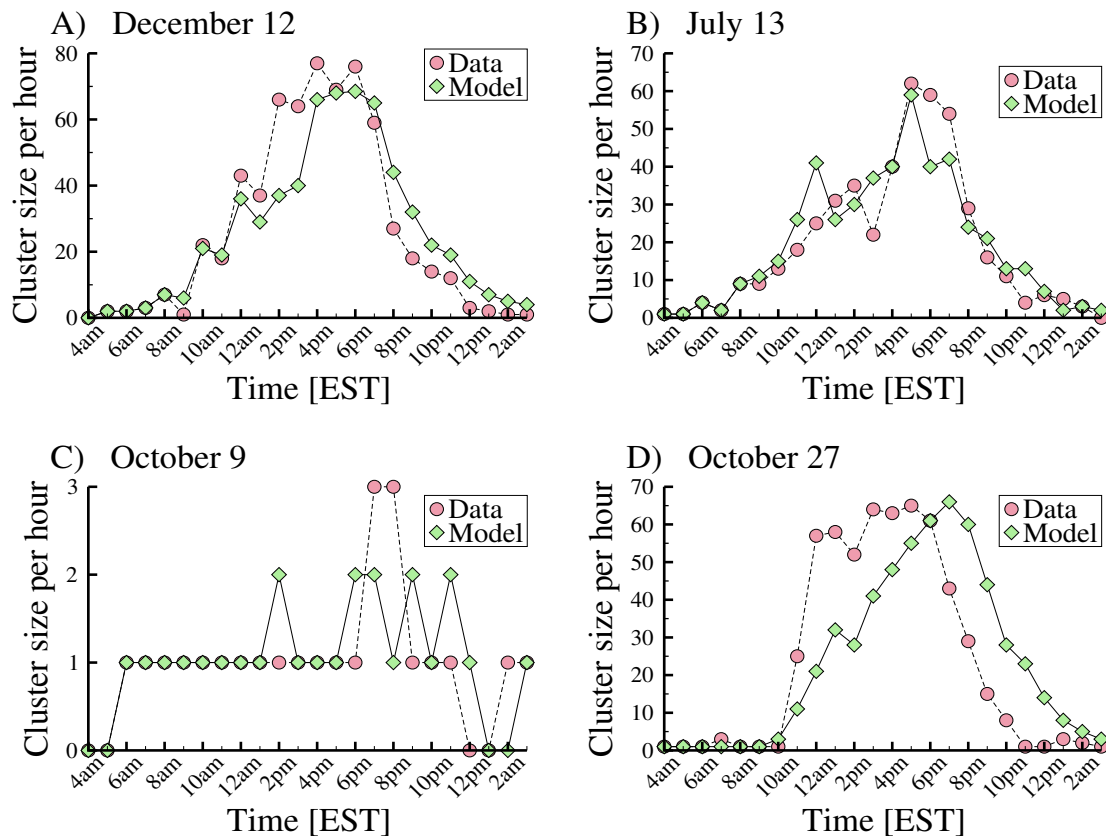 A) December 12
Cluster size per hour
80
60
40
20
0
Data
Model
4am 6am 8am 10am 12am 2pm 4pm 6pm 8pm 10pm 12pm 2am
Time [EST]
B) July 13
Cluster size per hour
70
60
50
40
30
20
10
0
Data
Model
4am 6am 8am 10am 12am 2pm 4pm 6pm 8pm 10pm 12pm 2am
Time [EST]
C) October 9
Cluster size per hour
3
2
1
0
Data
Model
4am 6am 8am 10am 12am 2pm 4pm 6pm 8pm 10pm 12pm 2am
Time [EST]
D) October 27
Cluster size per hour
70
60
50
40
30
20
10
0
Data
Model
4am 6am 8am 10am 12am 2pm 4pm 6pm 8pm 10pm 12pm 2am
Time [EST]